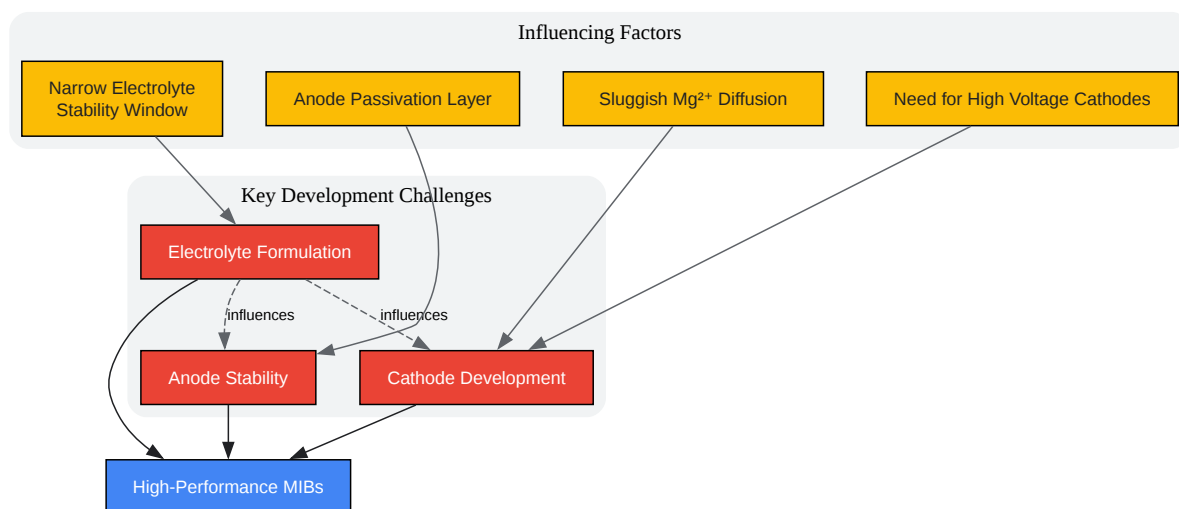 Influencing Factors
Narrow Electrolyte
Stability Window
Anode Passivation Layer
Sluggish Mg²⁺ Diffusion
Need for High Voltage Cathodes
Key Development Challenges
Electrolyte Formulation
influences
influences
Anode Stability
Cathode Development
High-Performance MIBs